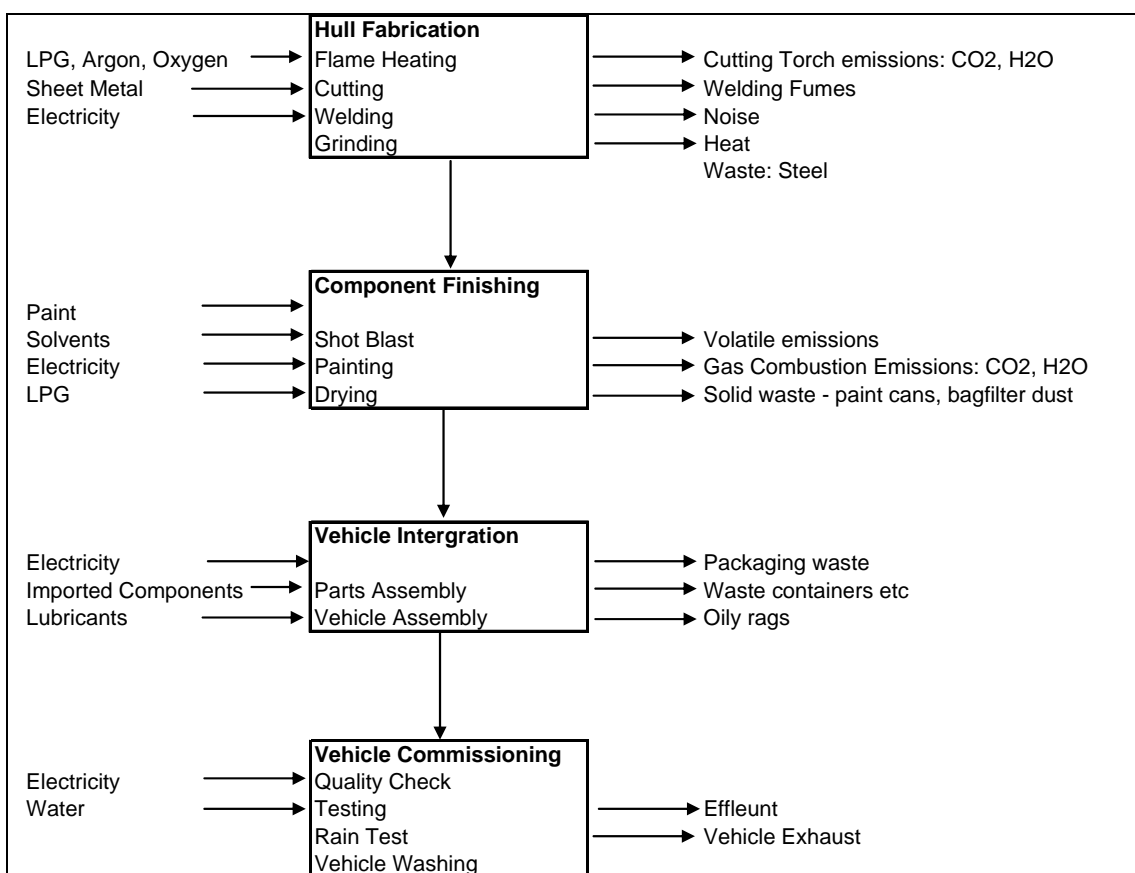 Hull Fabrication
LPG, Argon, Oxygen Flame Heating Cutting Torch emissions: CO2, H2O
Sheet Metal Cutting Welding Fumes
Electricity Welding Noise
Grinding Heat
Waste: Steel
Component Finishing
Paint
Solvents Shot Blast Volatile emissions
Electricity Painting Gas Combustion Emissions: CO2, H2O
LPG Drying Solid waste - paint cans, bagfilter dust
Vehicle Intergration
Electricity Packaging waste
Imported Components Parts Assembly Waste containers etc
Lubricants Vehicle Assembly Oily rags
Vehicle Commissioning
Electricity Quality Check
Water Testing Effleunt
Rain Test Vehicle Exhaust
Vehicle Washing